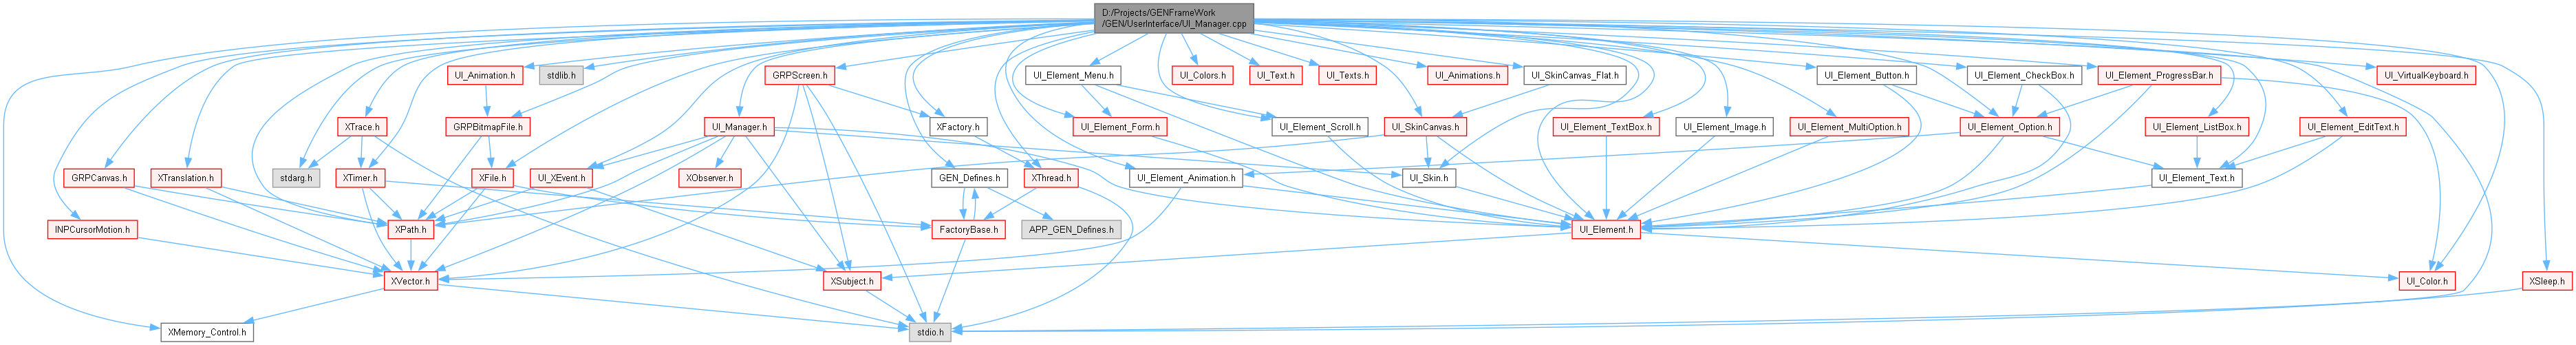 D:/Projects/GENFrameWork
/GEN/UserInterface/UI_Manager.cpp
UI_Animation.h
stdlib.h
GRPScreen.h
UI_Element_Menu.h
UI_Colors.h
UI_Text.h
UI_Texts.h
UI_Animations.h
UI_SkinCanvas_Flat.h
UI_Element_Button.h
UI_Element_CheckBox.h
UI_Element_ProgressBar.h
UI_VirtualKeyboard.h
XTrace.h
GRPBitmapFile.h
UI_Manager.h
XFactory.h
UI_Element_Form.h
UI_Element_Scroll.h
UI_SkinCanvas.h
UI_Element_TextBox.h
UI_Element_Image.h
UI_Element_MultiOption.h
UI_Element_Option.h
UI_Element_ListBox.h
UI_Element_EditText.h
GRPCanvas.h
XTranslation.h
stdarg.h
XTimer.h
XFile.h
UI_XEvent.h
XObserver.h
GEN_Defines.h
XThread.h
UI_Element_Animation.h
UI_Skin.h
UI_Element_Text.h
INPCursorMotion.h
XPath.h
FactoryBase.h
APP_GEN_Defines.h
UI_Element.h
XVector.h
XSubject.h
UI_Color.h
XSleep.h
XMemory_Control.h
stdio.h